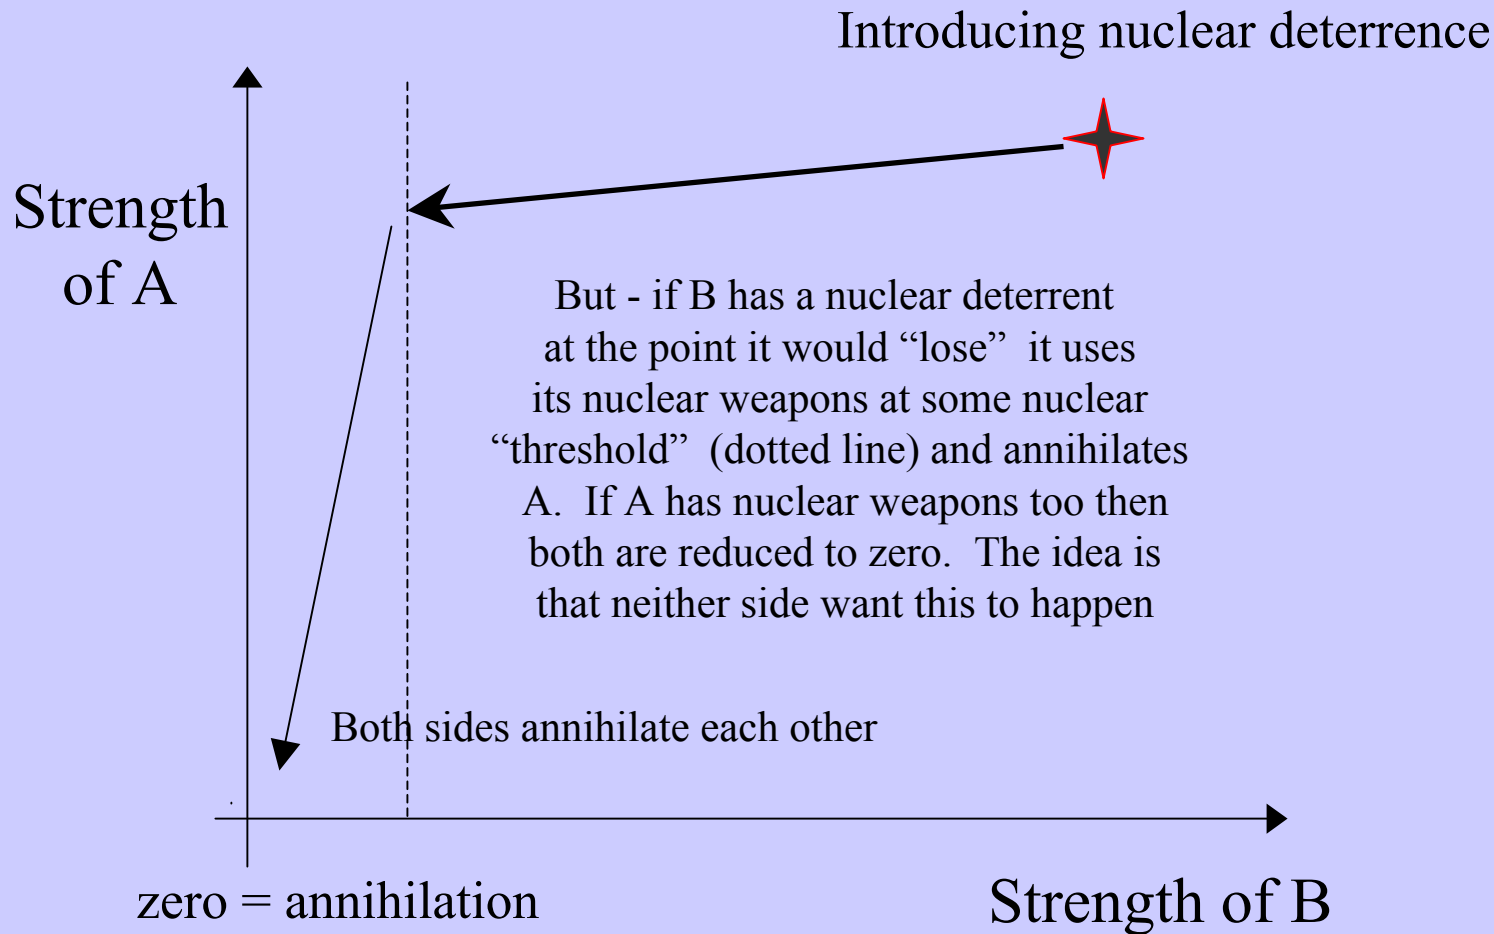 Introducing nuclear deterrence
Strength
of A
But - if B has a nuclear deterrent
at the point it would “lose” it uses
its nuclear weapons at some nuclear
“threshold” (dotted line) and annihilates
A. If A has nuclear weapons too then
both are reduced to zero. The idea is
that neither side want this to happen
Both sides annihilate each other
zero = annihilation
Strength of B